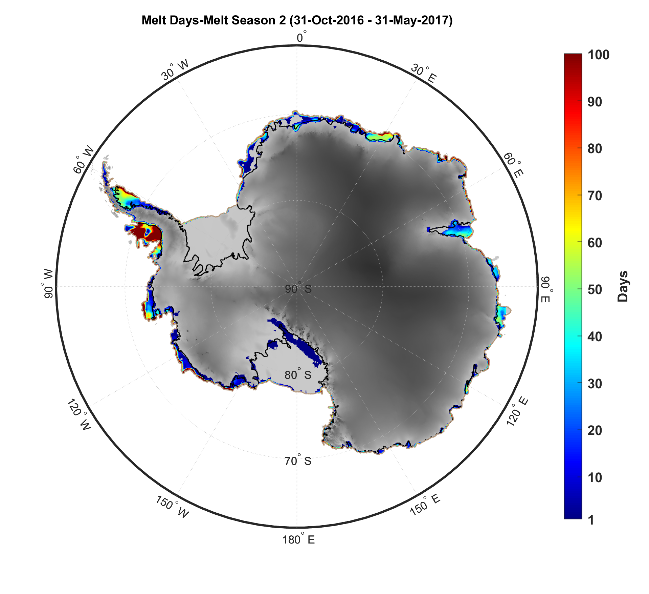 Melt Days-Melt Season 2 (31-Oct-2016 - 31-May-2017)
0° 
30° W
30° E
60° W
60° E
90° W
90° S
90° E
80° S
120° W
120° E
70° S
150° W
150° E
180° E
100
90
80
70
60
50
40
30
20
10
1
Days